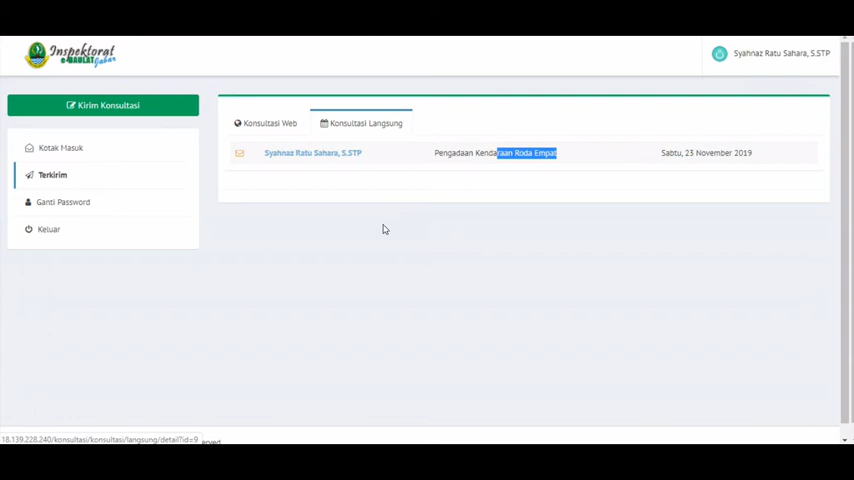 Inspektorat
e-MAULAT Jabar
Syahnaz Ratu Sahara, S.STP
Kirim Konsultasi
Konsultasi Web
Konsultasi Langsung
Kotak Masuk
Syahnaz Ratu Sahara, S.STP
Pengadaan Kendaraan Roda Empat
Sabtu, 23 November 2019
Terkirim
Ganti Password
Keluar
18.139.228.240/konsultasi/konsultasi/langsung/detail?id=9
erved